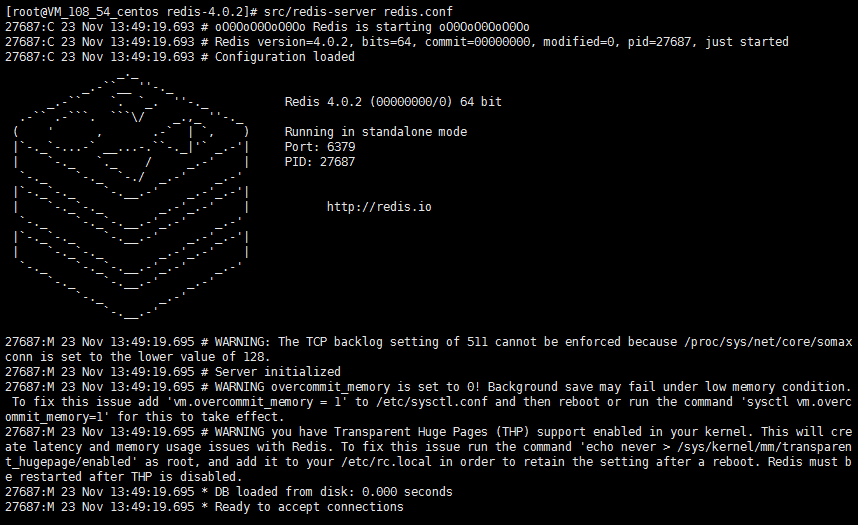 [root@VM_108_54_centos redis-4.0.2]# src/redis-server redis.conf
27687:C 23 Nov 13:49:19.693 # oO0OoO0OoO0Oo Redis is starting oO0OoO0OoO0Oo
27687:C 23 Nov 13:49:19.693 # Redis version=4.0.2, bits=64, commit=00000000, modified=0, pid=27687, just started
27687:C 23 Nov 13:49:19.693 # Configuration loaded
Redis 4.0.2 (00000000/0) 64 bit
Running in standalone mode
Port: 6379
PID: 27687
http://redis.io
27687:M 23 Nov 13:49:19.695 # WARNING: The TCP backlog setting of 511 cannot be enforced because /proc/sys/net/core/somax
conn is set to the lower value of 128.
27687:M 23 Nov 13:49:19.695 # Server initialized
27687:M 23 Nov 13:49:19.695 # WARNING overcommit_memory is set to 0! Background save may fail under low memory condition.
 To fix this issue add 'vm.overcommit_memory = 1' to /etc/sysctl.conf and then reboot or run the command 'sysctl vm.overc
ommit_memory=1' for this to take effect.
27687:M 23 Nov 13:49:19.695 # WARNING you have Transparent Huge Pages (THP) support enabled in your kernel. This will cre
ate latency and memory usage issues with Redis. To fix this issue run the command 'echo never > /sys/kernel/mm/transparen
t_hugepage/enabled' as root, and add it to your /etc/rc.local in order to retain the setting after a reboot. Redis must b
e restarted after THP is disabled.
27687:M 23 Nov 13:49:19.695 * DB loaded from disk: 0.000 seconds
27687:M 23 Nov 13:49:19.695 * Ready to accept connections